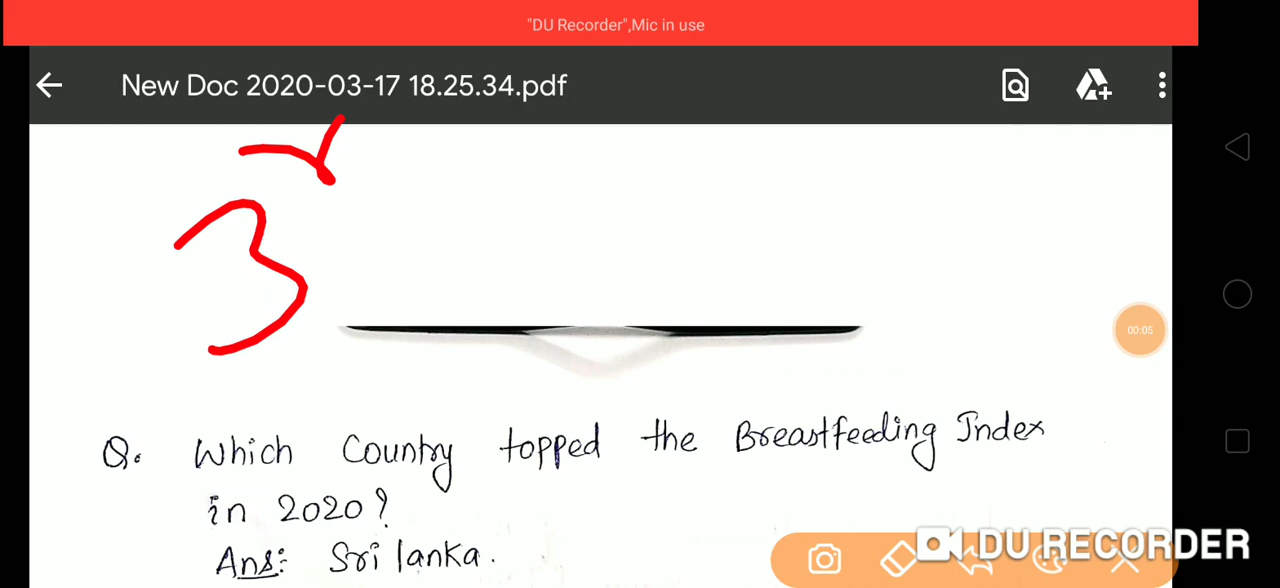 "DU Recorder",Mic in use
New Doc 2020-03-17 18.25.34.pdf
3
00:05
Q. Which Country topped the Breastfeeding Index
in 2020?
Ans: Sri lanka.
DU RECORDER